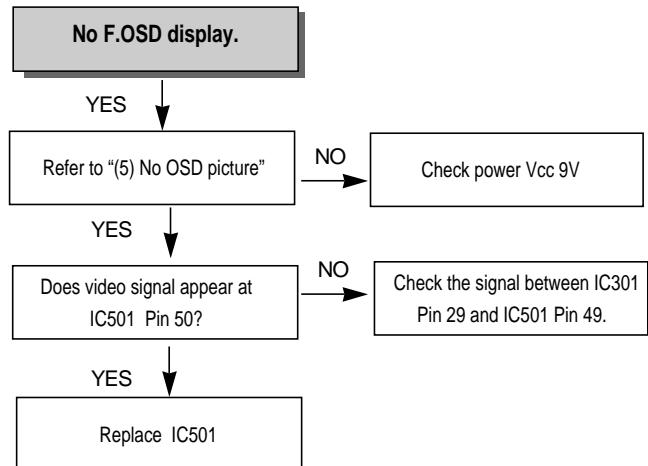 No F.OSD display.
YES
Refer to “(5) No OSD picture”
NO
Check power Vcc 9V
YES
Does video signal appear at
IC501 Pin 50?
NO
Check the signal between IC301
Pin 29 and IC501 Pin 49.
YES
Replace IC501